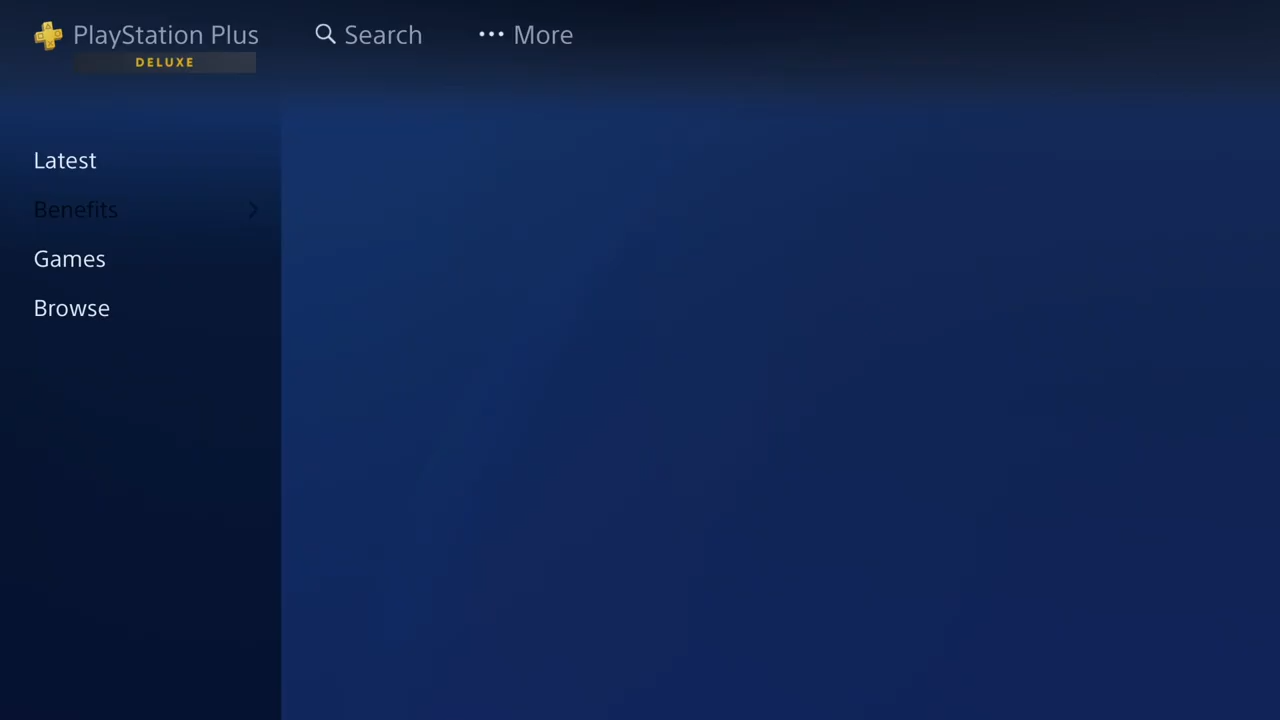 PlayStation Plus
DELUXE
Search
More
Latest
Benefits
Games
Browse